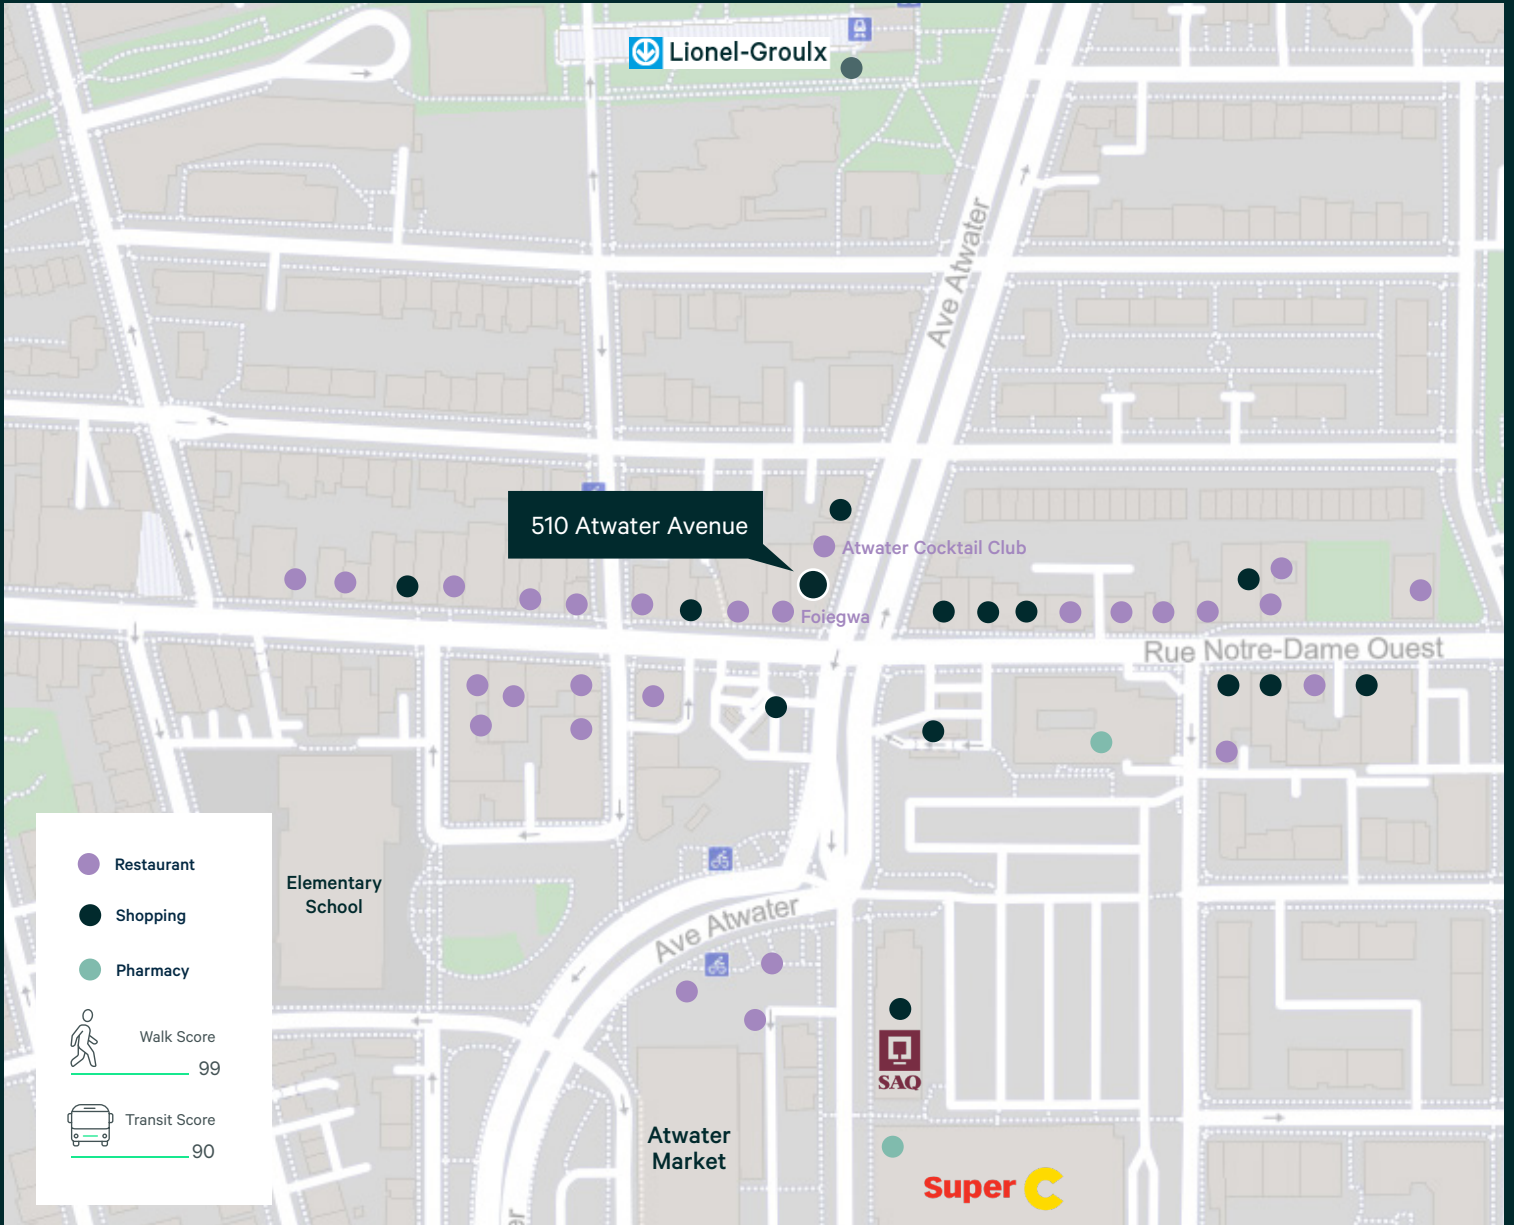 Lionel-Groulx
Ave Atwater
510 Atwater Avenue
Atwater Cocktail Club
Foiegwa
Rue Notre-Dame Ouest
Restaurant
Shopping
Pharmacy
Walk Score
99
Transit Score
90
Elementary
School
Ave Atwater
SAQ
Atwater
Market
Super C
er